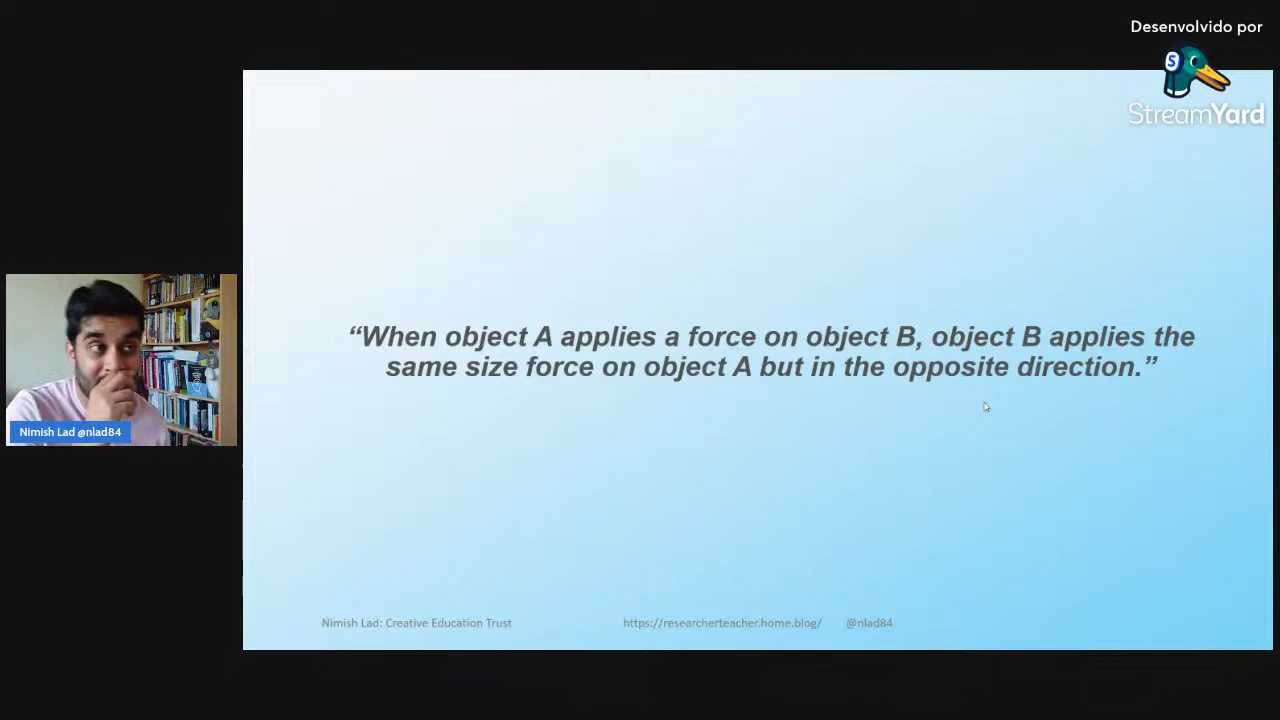 Desenvolvido por
StreamYard
“When object A applies a force on object B, object B applies the
same size force on object A but in the opposite direction.”
Nimish Lad @nlad84
Nimish Lad: Creative Education Trust https://researcherteacher.home.blog/ @nlad84